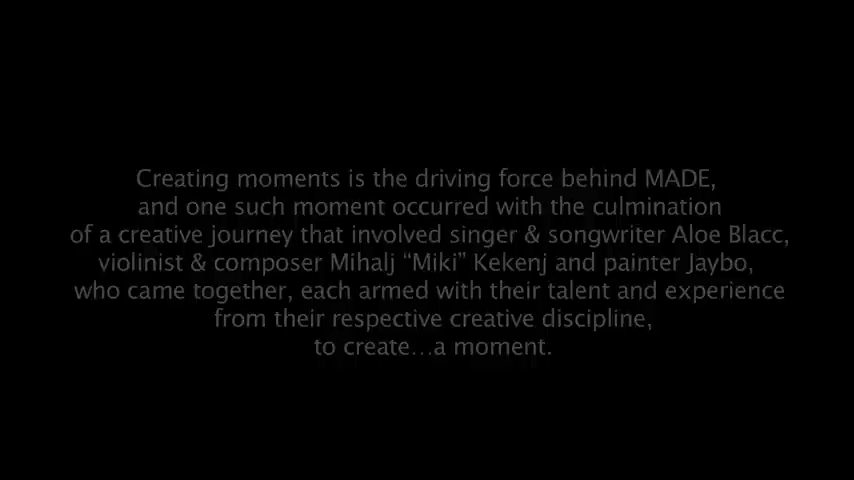 Creating moments is the driving force behind MADE,
and one such moment occurred with the culmination
of a creative journey that involved singer & songwriter Aloe Blacc,
violinist & composer Mihalj “Miki” Kekenj and painter Jaybo,
who came together, each armed with their talent and experience
from their respective creative discipline,
to create…a moment.